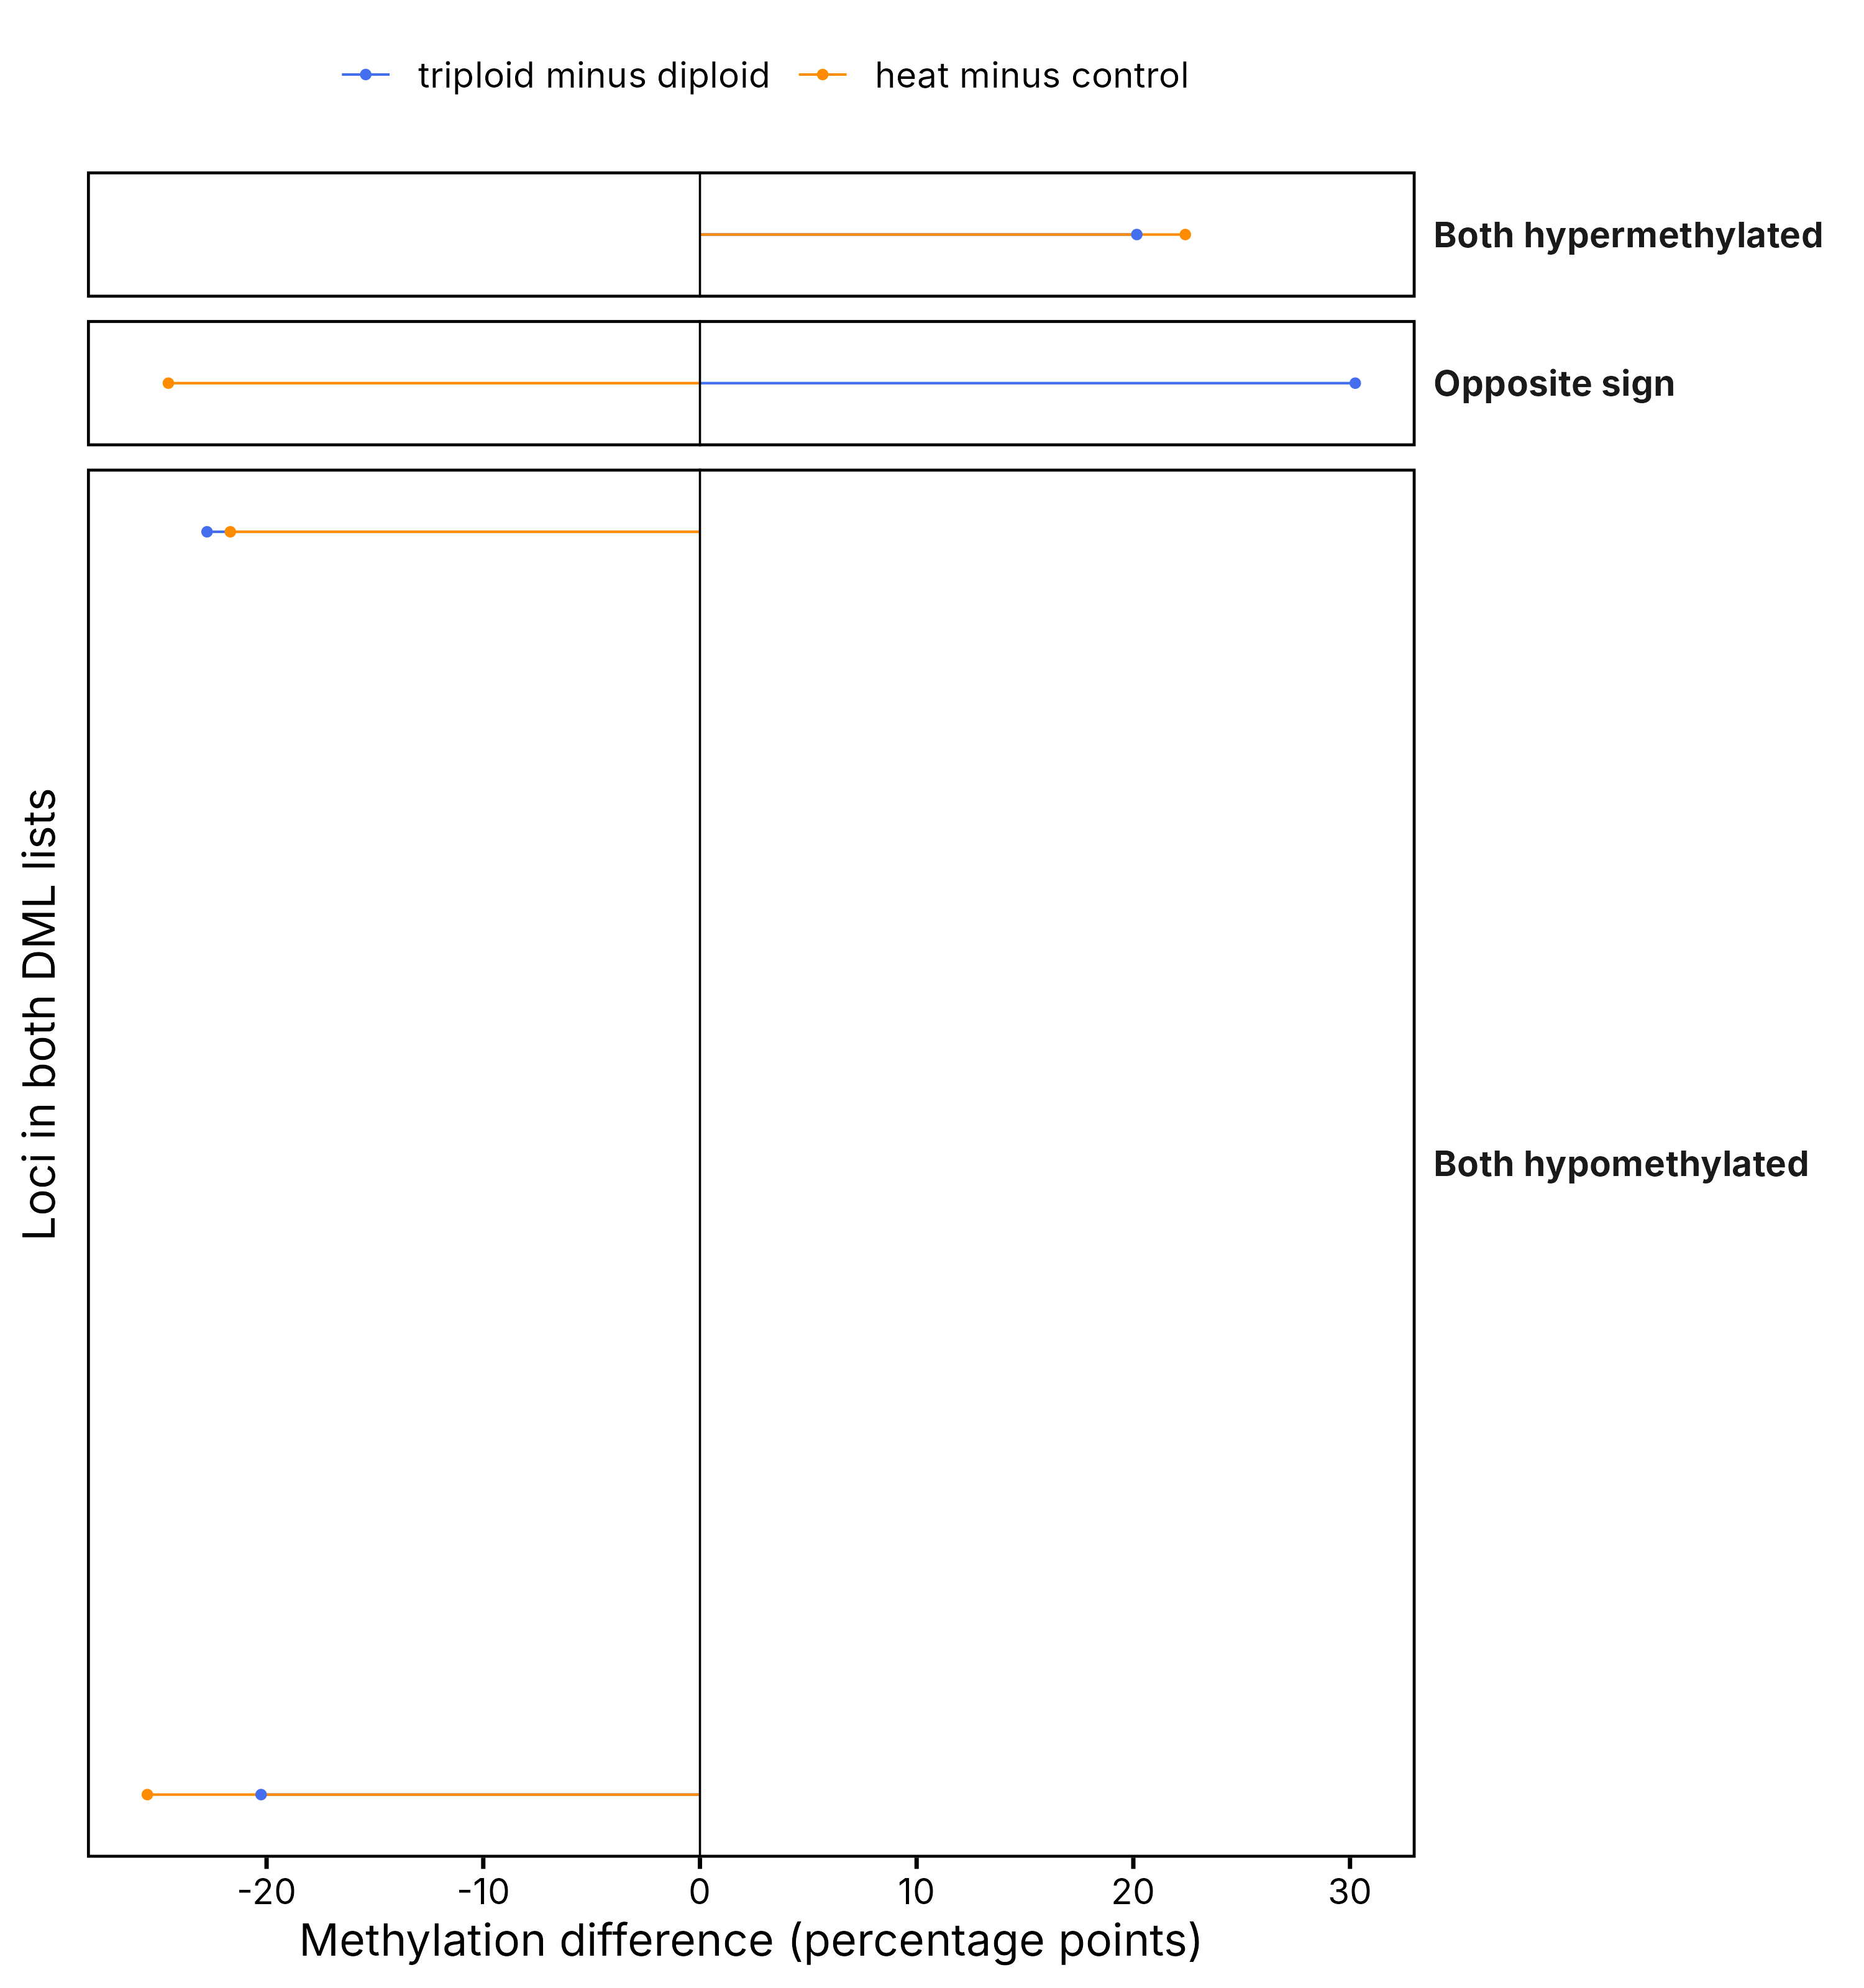 triploid minus diploid
heat minus control
Both hypermethylated
Opposite sign
Loci in both DML lists
Both hypomethylated
-20 -10 0 10 20 30
Methylation difference (percentage points)